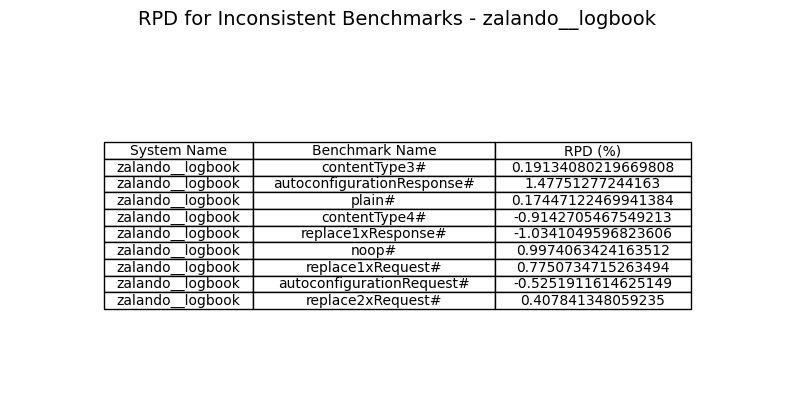 RPD for Inconsistent Benchmarks - zalando__logbook
System Name Benchmark Name RPD (%)
zalando__logbook contentType3# 0.19134080219669808
zalando__logbook autoconfigurationResponse# 1.47751277244163
zalando__logbook plain# 0.17447122469941384
zalando__logbook contentType4# -0.9142705467549213
zalando__logbook replace1xResponse# -1.0341049596823606
zalando__logbook noop# 0.9974063424163512
zalando__logbook replace1xRequest# 0.7750734715263494
zalando__logbook autoconfigurationRequest# -0.5251911614625149
zalando__logbook replace2xRequest# 0.407841348059235